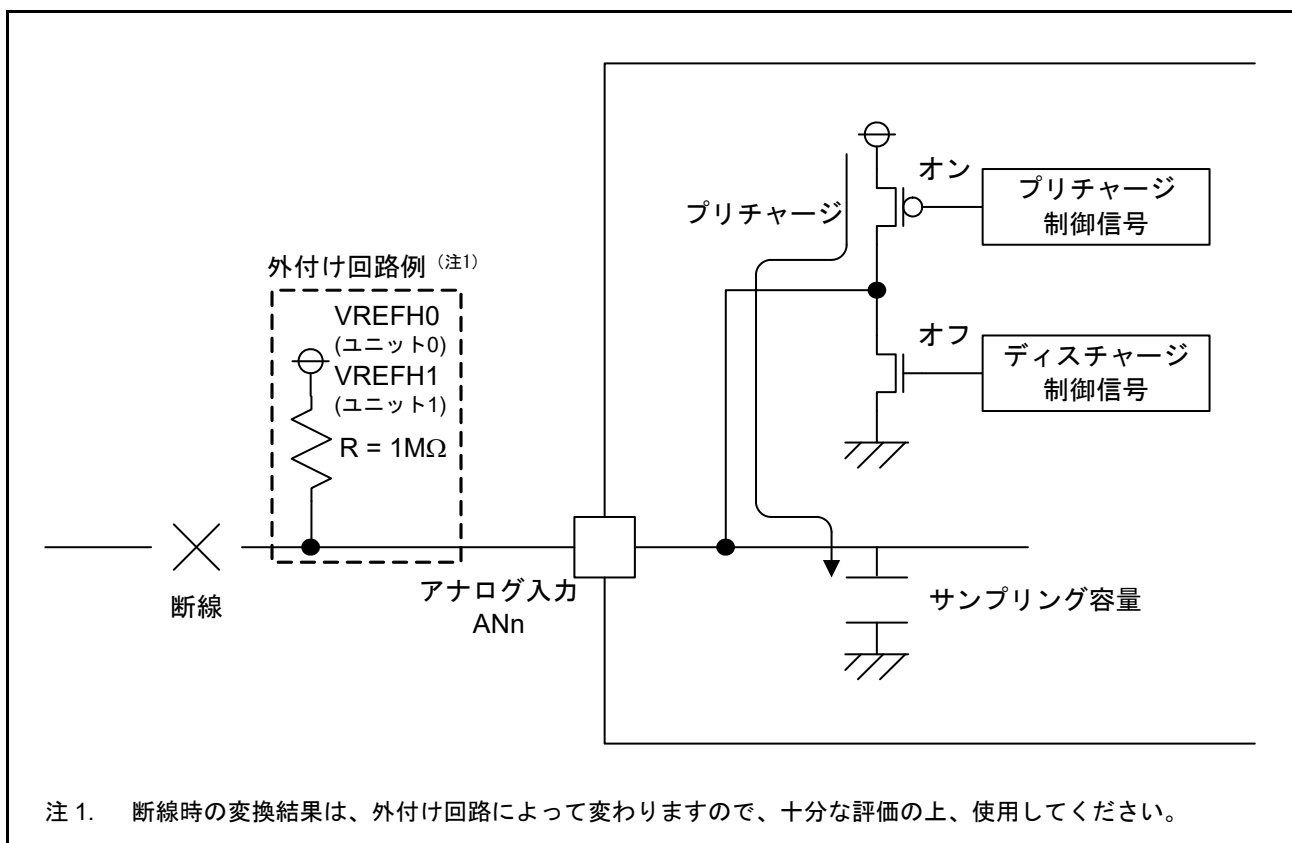 オン
プリチャージ
制御信号
プリチャージ
外付け回路例（注1）
VREFH0
(ユニット0)
VREFH1
(ユニット1)
R = 1MΩ
オフ
ディスチャージ
制御信号
断線
アナログ入力
ANn
サンプリング容量
注 1. 断線時の変換結果は、外付け回路によって変わりますので、十分な評価の上、使用してください。